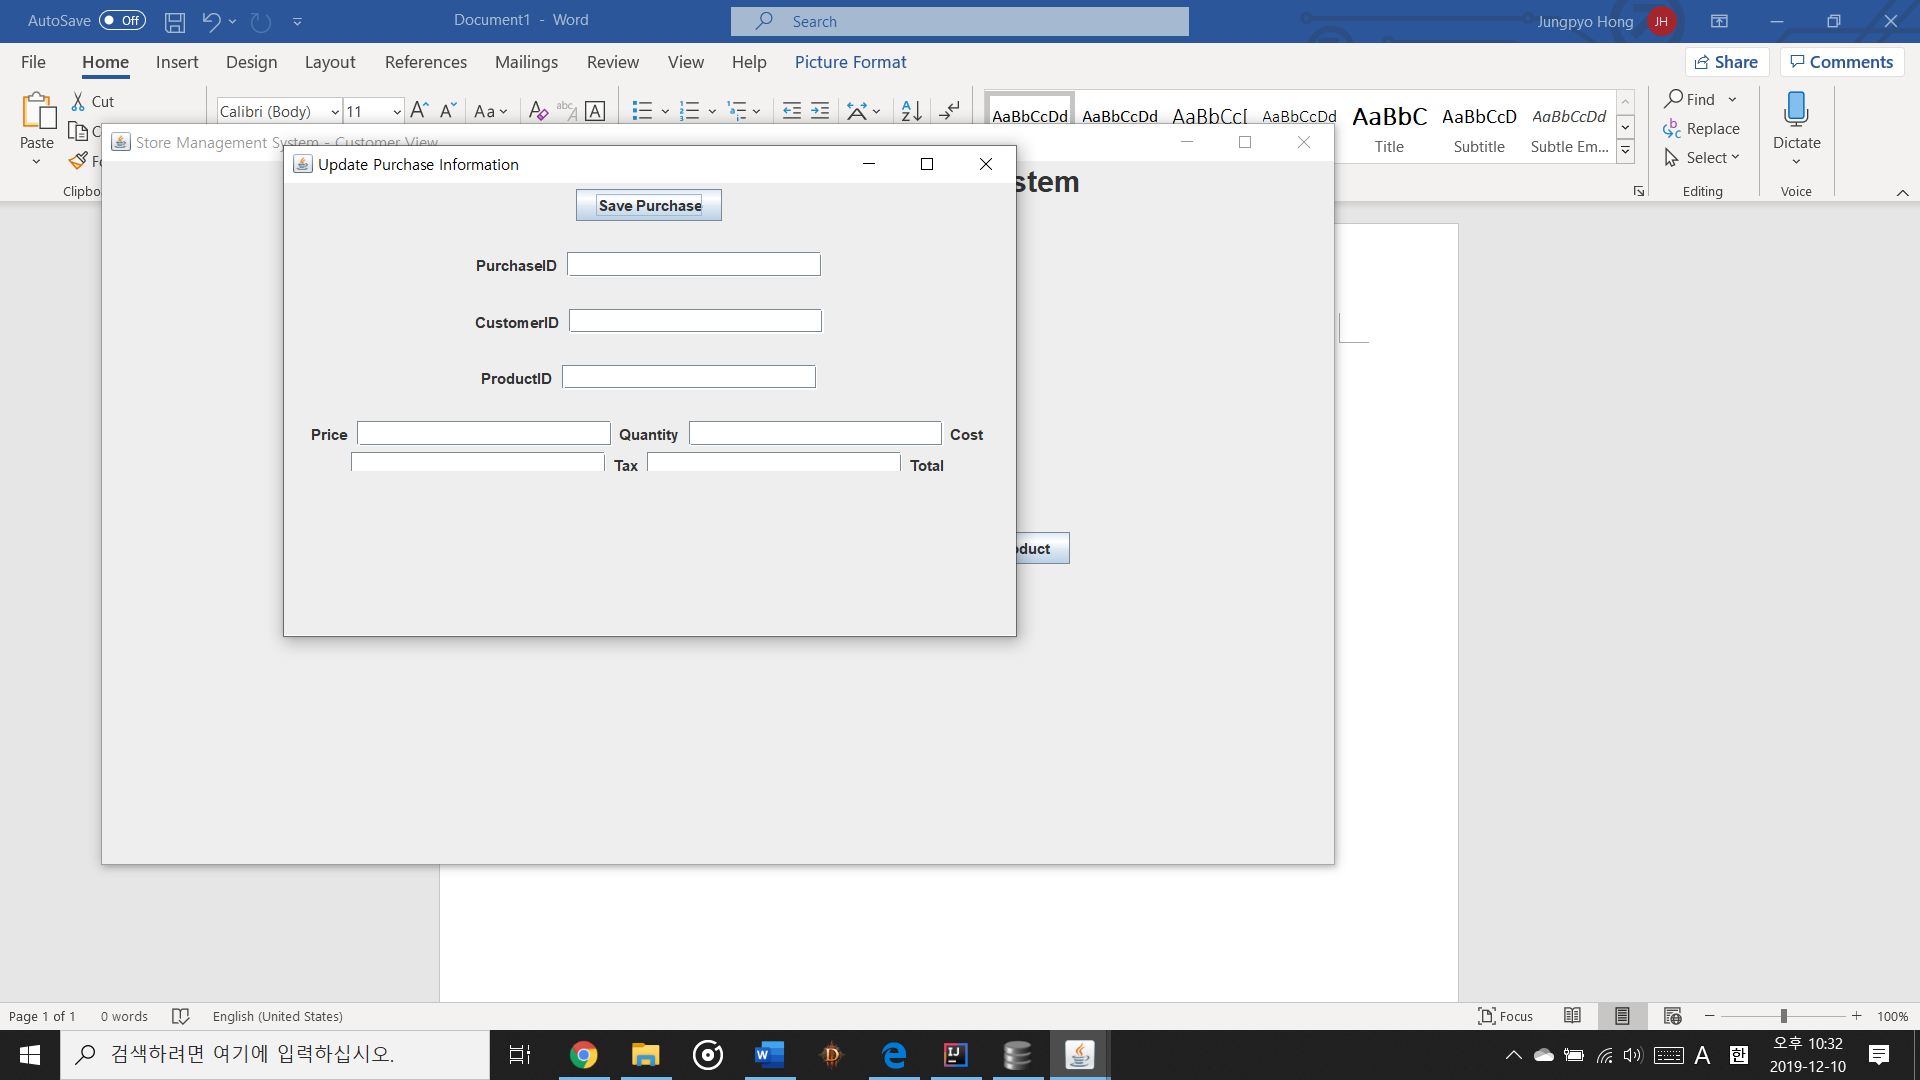 AutoSave Off Document1 - Word Search Jungpyo Hong JH
File Home Insert Design Layout References Mailings Review View Help Picture Format Share Comments
Cut Calibri (Body) 11 Aa A AaBbCcDd AaBbCcDd AaBbC AaBbCcDd AaBbC AaBbCcD AaBbCcDd Find
Paste Replace Dictate
Title Subtitle Subtle Em... Select
Editing Voice
Store Management System - Customer View
Update Purchase Information
Save Purchase
PurchaseID
CustomerID
ProductID
Price Quantity Cost
Tax Total
Page 1 of 1 0 words English (United States) Focus 100%
검색하려면 여기에 입력하십시오. A 한 오후 10:32
2019-12-10